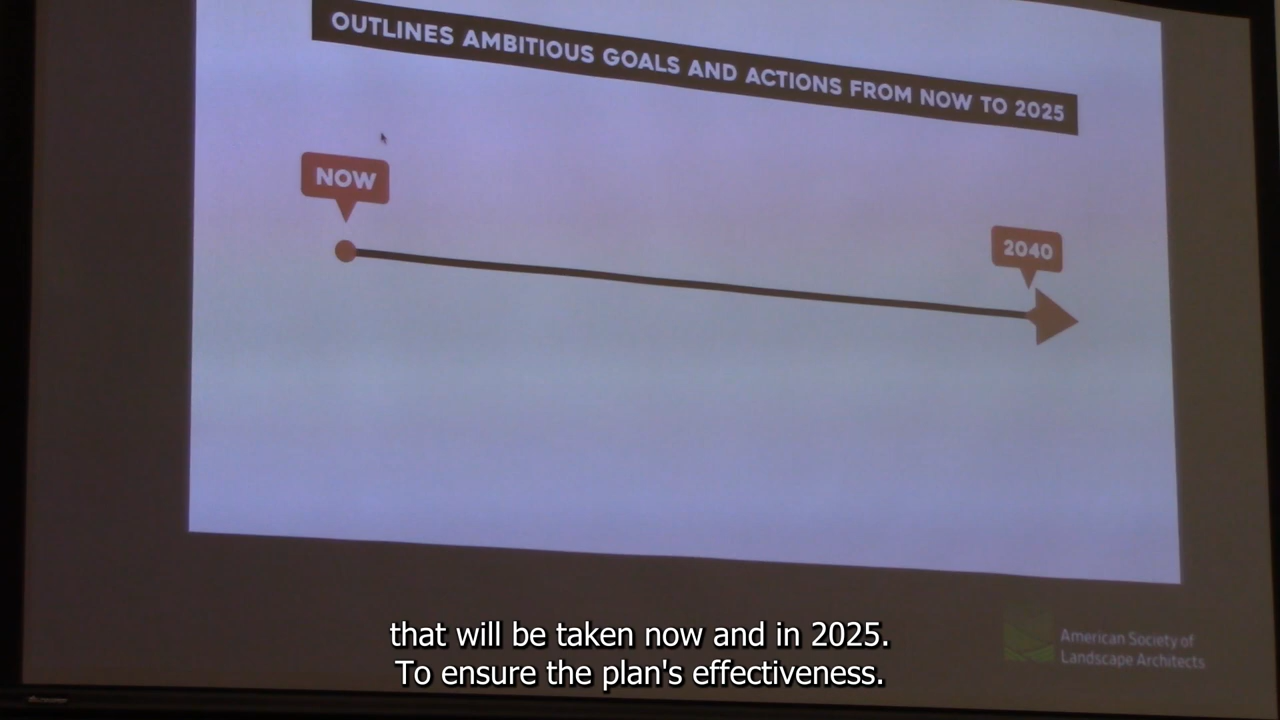 OUTLINES AMBITIOUS GOALS AND ACTIONS FROM NOW TO 2025
NOW
2040
that will be taken now and in 2025.
To ensure the plan's effectiveness.
American Society of
Landscape Architects